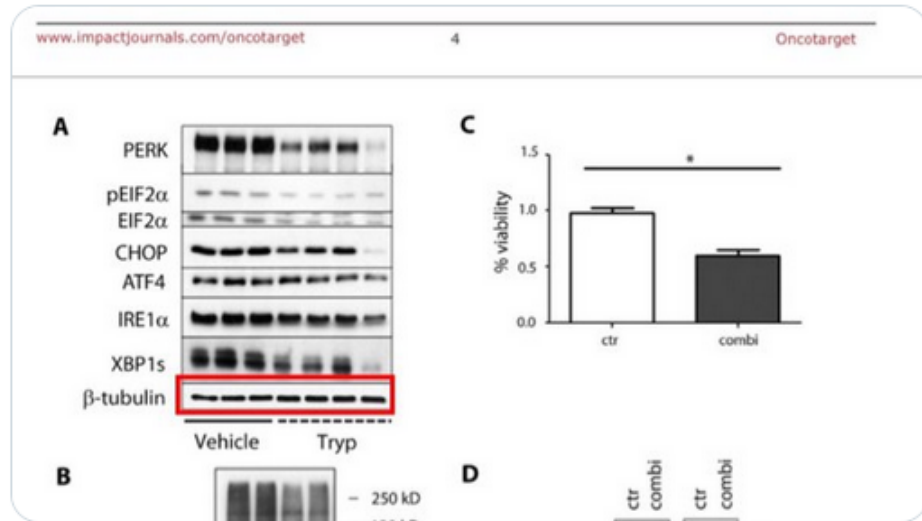 www.impactjournals.com/oncotarget 4 Oncotarget
A
PERK
pEIF2α
EIF2α
CHOP
ATF4
IRE1α
XBP1s
β-tubulin
Vehicle Tryp
C
% viability
1.5
1.0
0.5
0.0
*
ctr combi
B
250 kD
D
ctr combi ctr combi